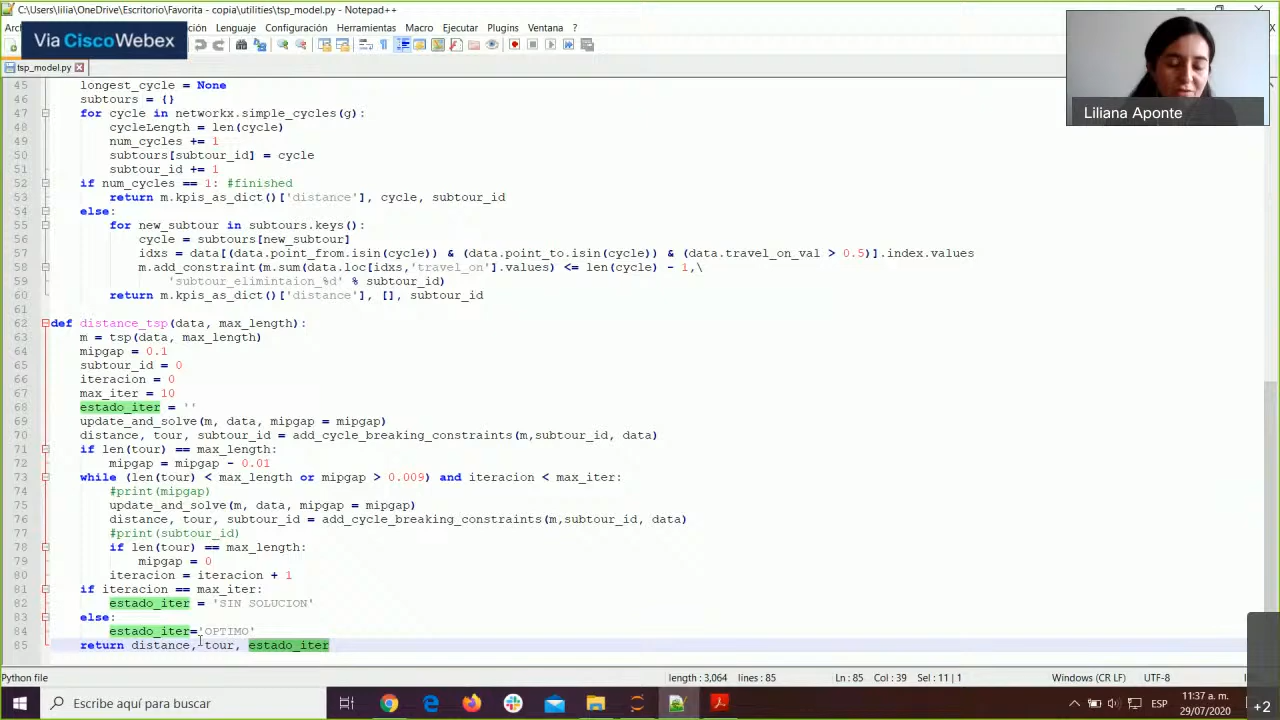 C:\Users\lilia\OneDrive\Escritorio\Favorita - copia\utilities\tsp_model.py - Notepad++
Lenguaje Configuración Herramientas Macro Ejecutar Plugins Ventana ?
Via CiscoWebex
tsp_model.py
Liliana Aponte
45 longest_cycle = None
46 subtours = {}
47 for cycle in networkx.simple_cycles(g):
48 cycleLength = len(cycle)
49 num_cycles += 1
50 subtours[subtour_id] = cycle
51 subtour_id += 1
52 if num_cycles == 1: #finished
53 return m.kpis_as_dict()['distance'], cycle, subtour_id
54 else:
55 for new_subtour in subtours.keys():
56 cycle = subtours[new_subtour]
57 idxs = data[(data.point_from.isin(cycle)) & (data.point_to.isin(cycle)) & (data.travel_on_val > 0.5)].index.values
58 m.add_constraint(m.sum(data.loc[idxs,'travel_on'].values) <= len(cycle) - 1,\
59 'subtour_elimintaion_%d' % subtour_id)
60 return m.kpis_as_dict()['distance'], [], subtour_id
61
62 def distance_tsp(data, max_length):
63 m = tsp(data, max_length)
64 mipgap = 0.1
65 subtour_id = 0
66 iteracion = 0
67 max_iter = 10
68 estado_iter = ''
69 update_and_solve(m, data, mipgap = mipgap)
70 distance, tour, subtour_id = add_cycle_breaking_constraints(m,subtour_id, data)
71 if len(tour) == max_length:
72 mipgap = mipgap - 0.01
73 while (len(tour) < max_length or mipgap > 0.009) and iteracion < max_iter:
74 #print(mipgap)
75 update_and_solve(m, data, mipgap = mipgap)
76 distance, tour, subtour_id = add_cycle_breaking_constraints(m,subtour_id, data)
77 #print(subtour_id)
78 if len(tour) == max_length:
79 mipgap = 0
80 iteracion = iteracion + 1
81 if iteracion == max_iter:
82 estado_iter = 'SIN SOLUCION'
83 else:
84 estado_iter='OPTIMO'
85 return distance, tour, estado_iter
Python file length : 3,064 lines : 85 Ln : 85 Col : 39 Sel : 11 | 1 Windows (CR LF) UTF-8
Escribe aquí para buscar
ESP
11:37 a. m.
29/07/2020
+2